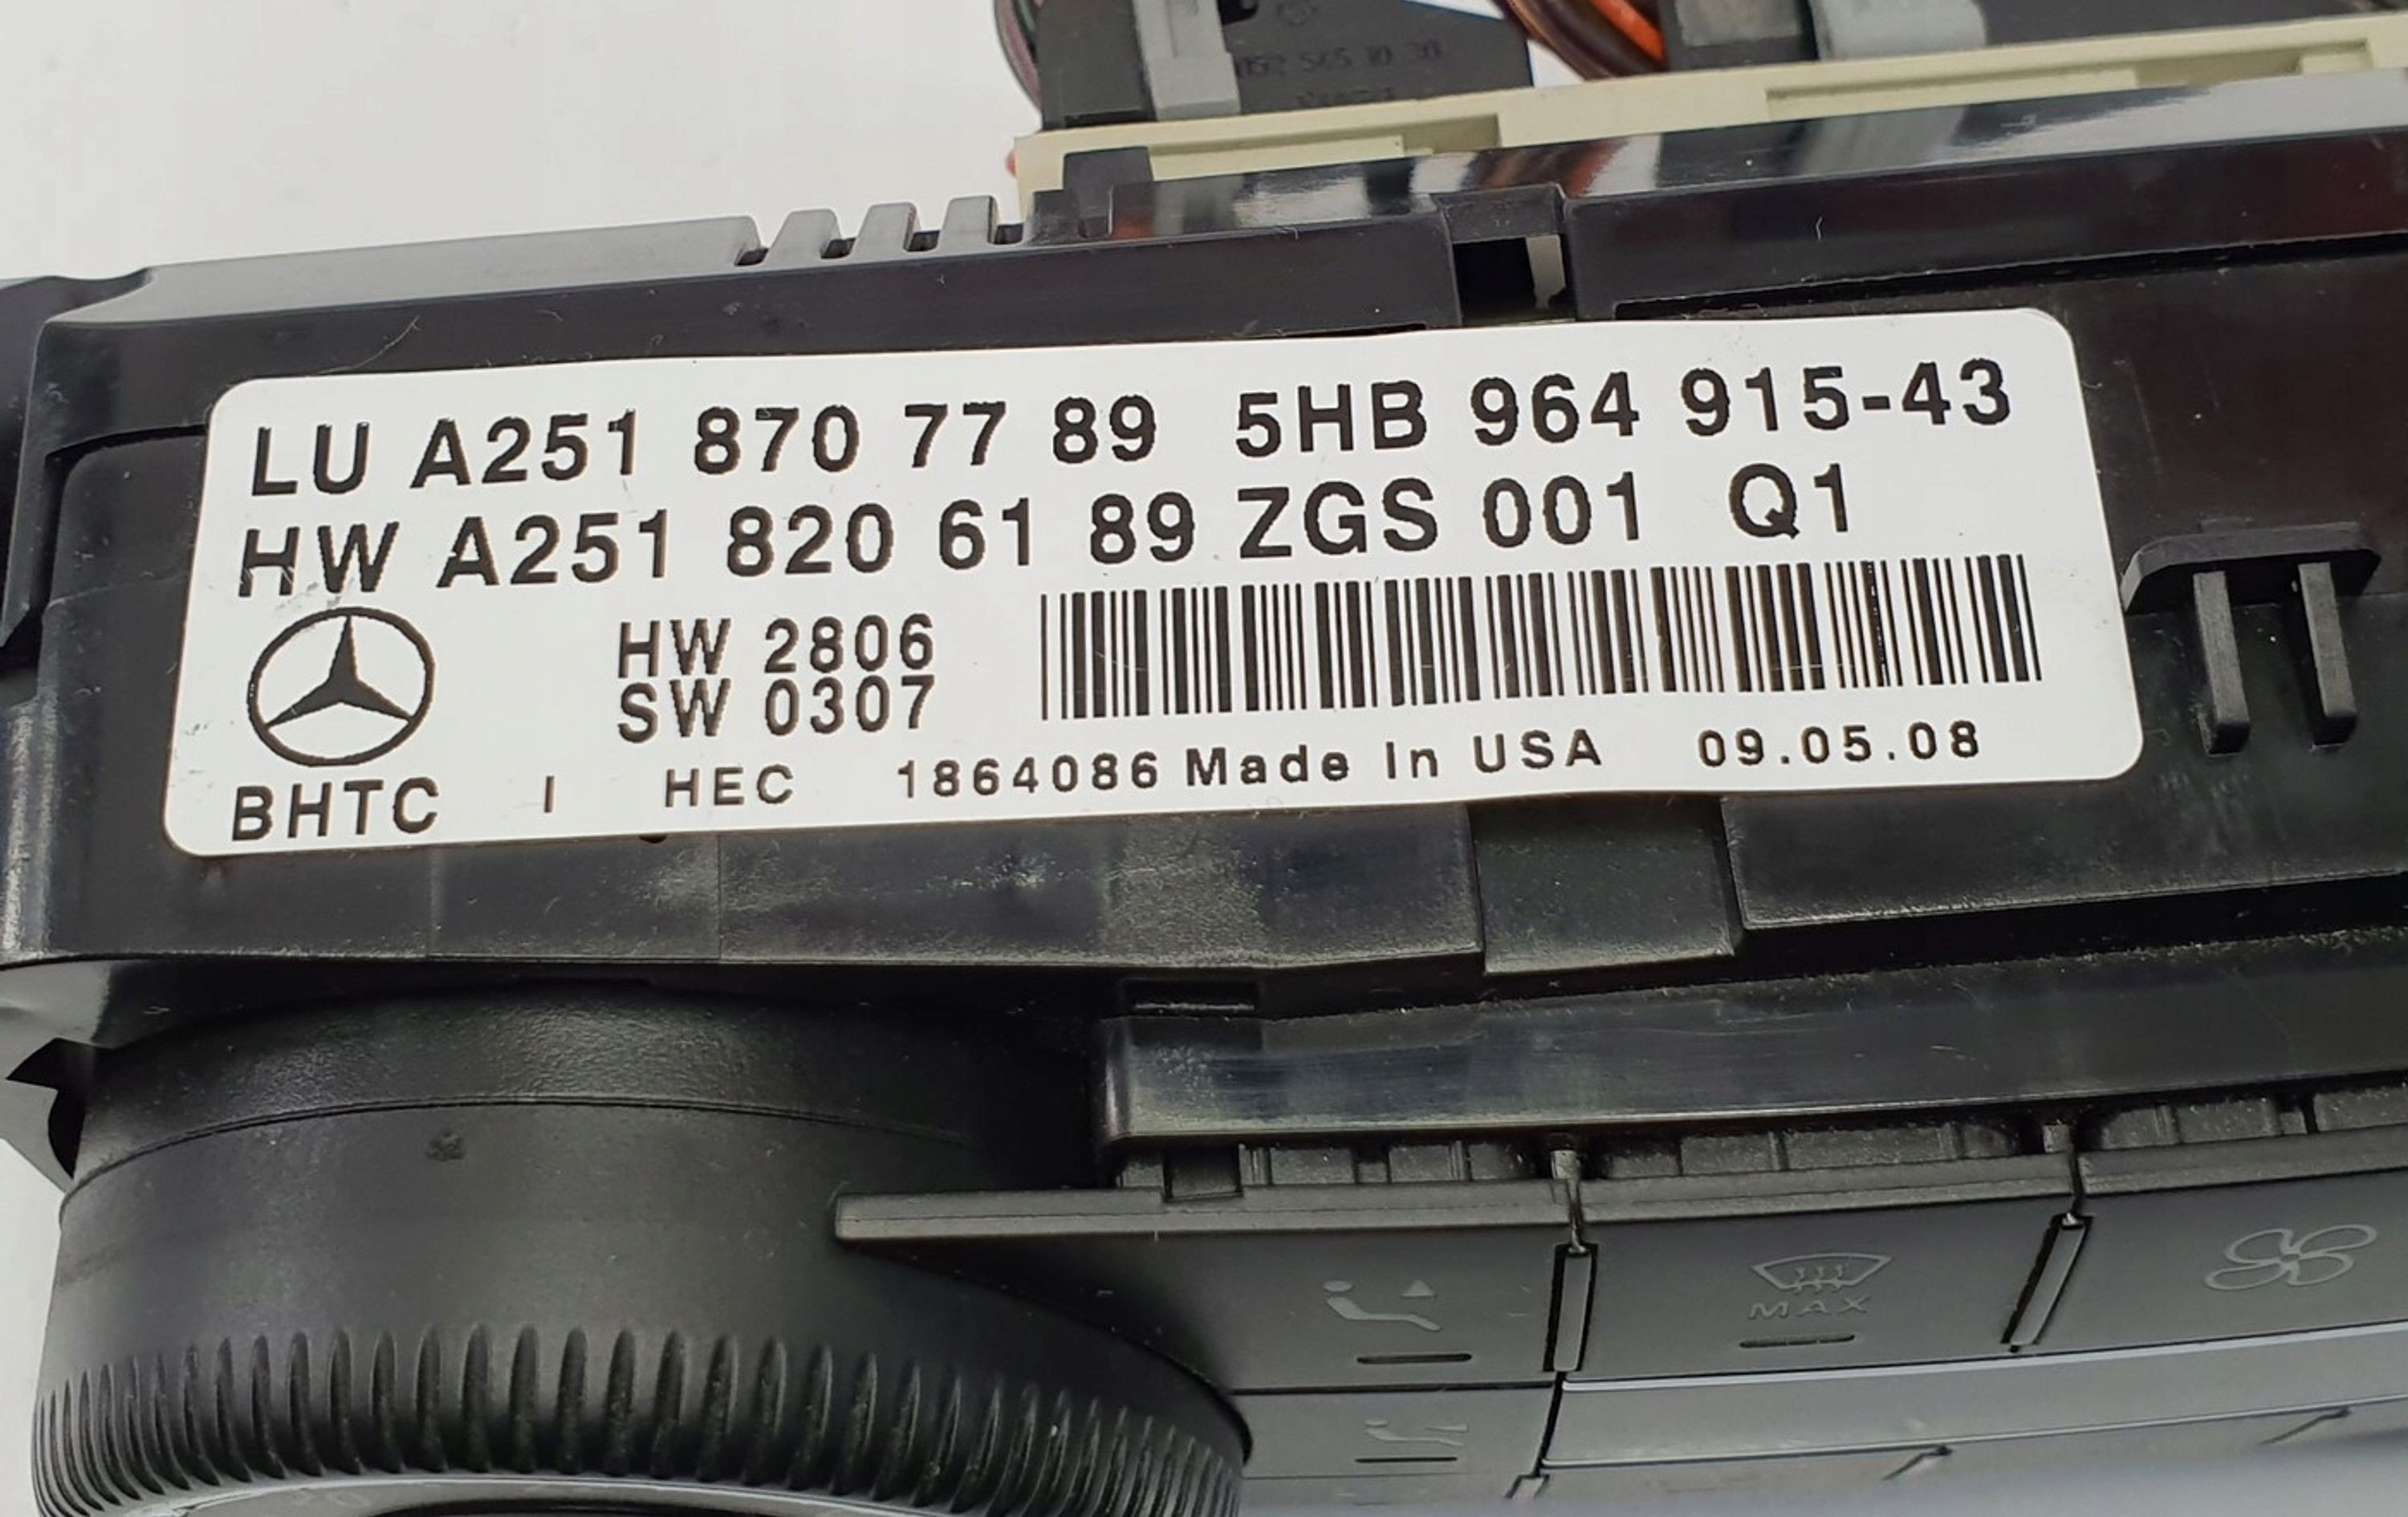 LU A251 870 77 89 5HB 964 915-43
HW A251 820 61 89 ZGS 001 Q1
HW 2806
SW 0307
BHTC I HEC 1864086 Made In USA 09.05.08
MAX